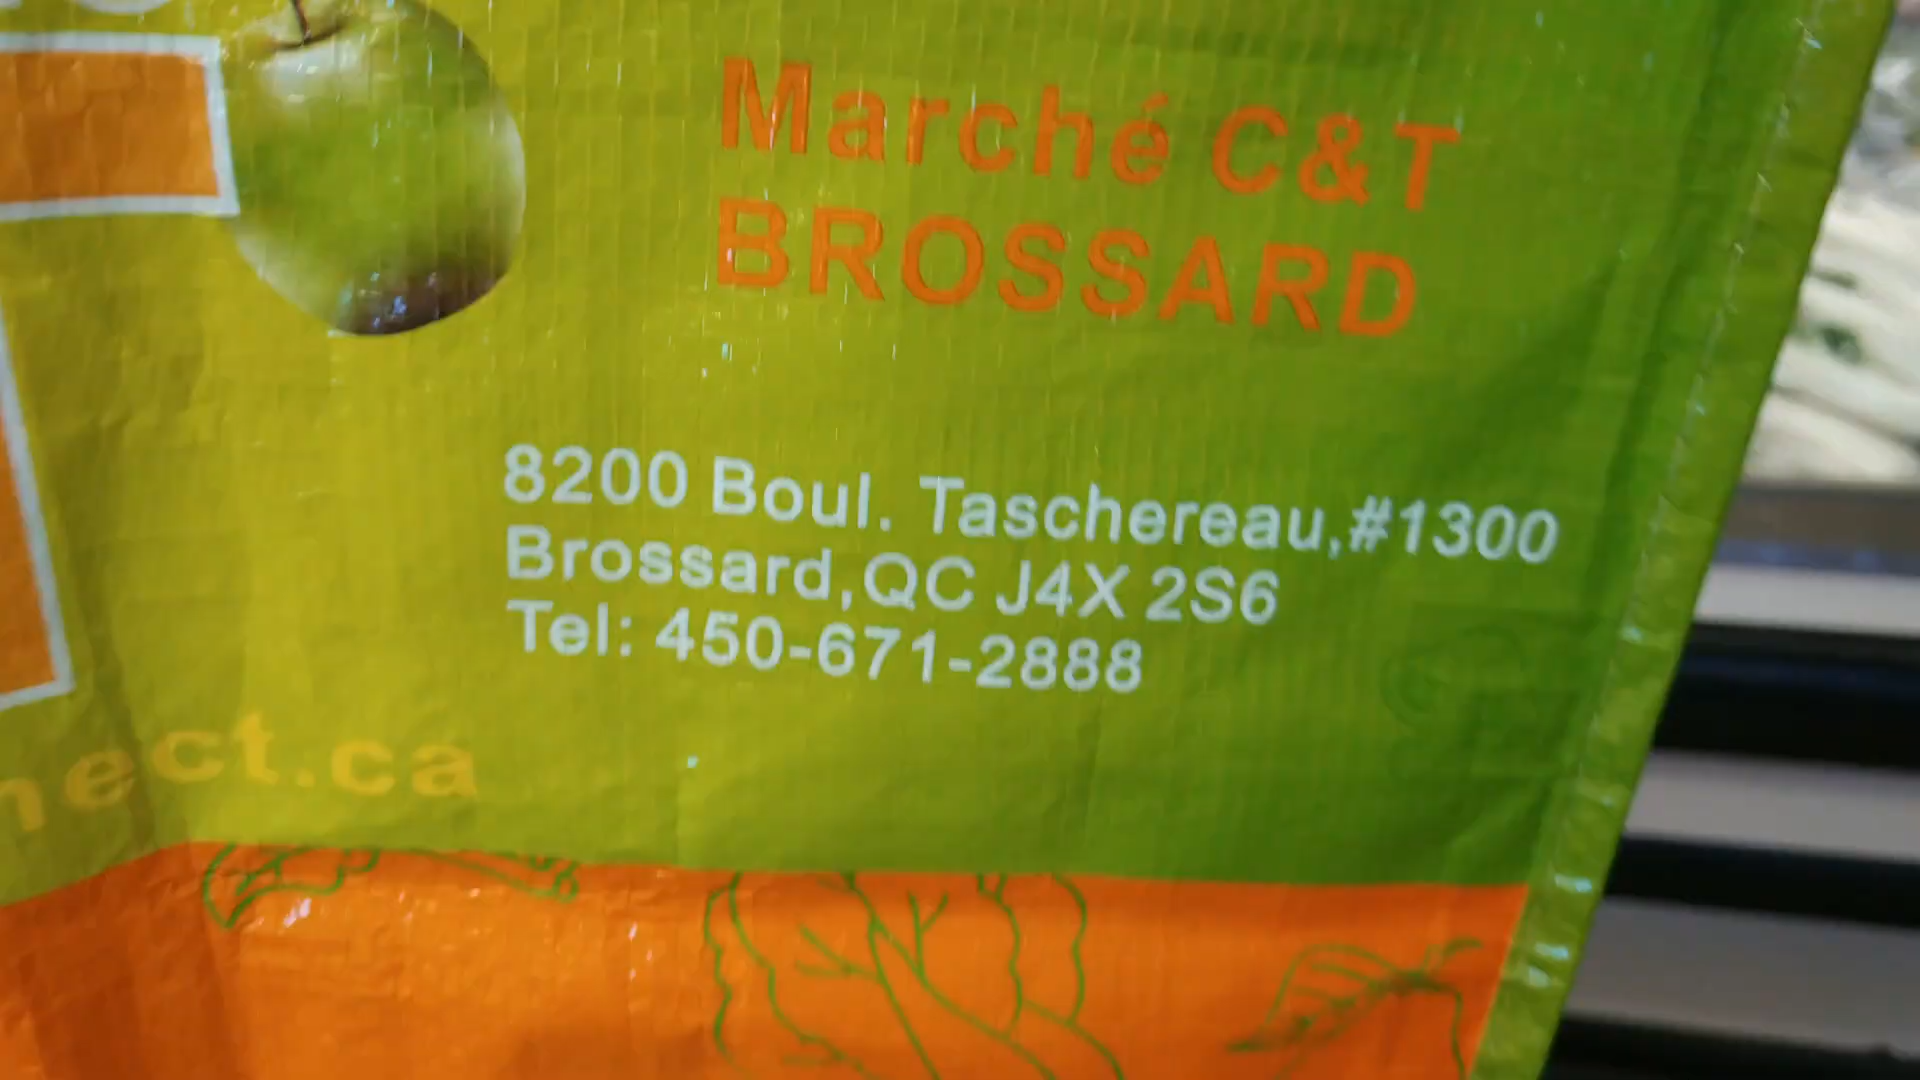 Marché C&T
BROSSARD
8200 Boul. Taschereau,#1300
Brossard,QC J4X 2S6
Tel: 450-671-2888
nect.ca